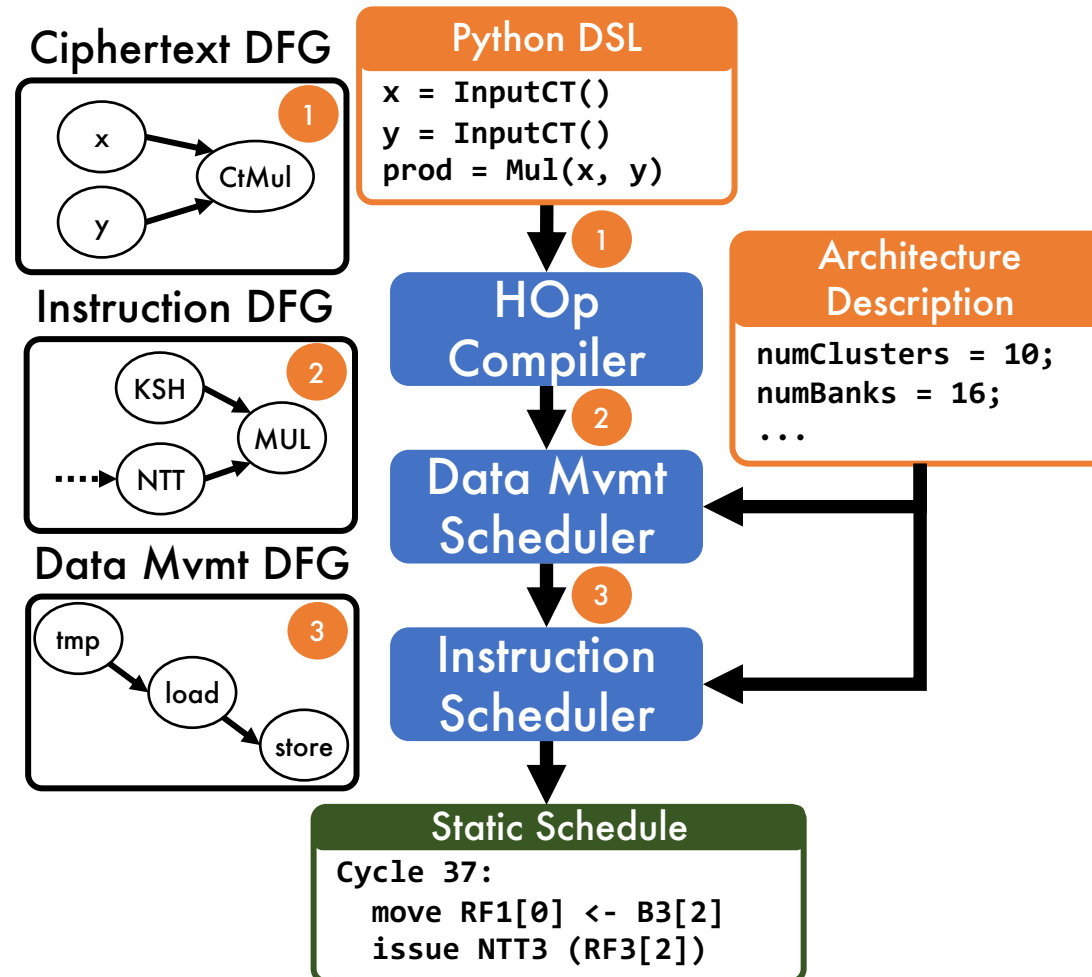 Ciphertext DFG
1
x
y
CtMul
Instruction DFG
2
KSH
NTT
MUL
Data Mvmt DFG
3
tmp
load
store
Python DSL
x = InputCT()
y = InputCT()
prod = Mul(x, y)
1
HOp
Compiler
2
Data Mvmt
Scheduler
3
Instruction
Scheduler
Architecture
Description
numClusters = 10;
numBanks = 16;
...
Static Schedule
Cycle 37:
move RF1[0] <- B3[2]
issue NTT3 (RF3[2])